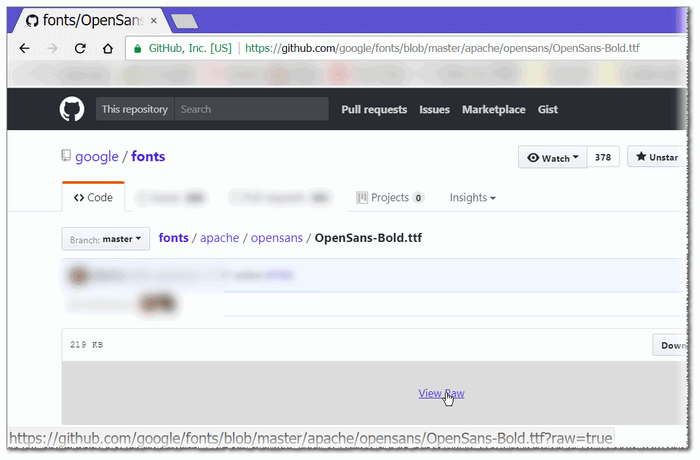 fonts/OpenSans-Bold ×
GitHub, Inc. [US] | https://github.com/google/fonts/blob/master/apache/opensans/OpenSans-Bold.ttf
This repository Search Pull requests Issues Marketplace Gist
google / fonts Watch 378 Unstar
Code Projects 0 Insights
Branch: master fonts / apache / opensans / OpenSans-Bold.ttf
219 KB Down
View Raw
https://github.com/google/fonts/blob/master/apache/opensans/OpenSans-Bold.ttf?raw=true